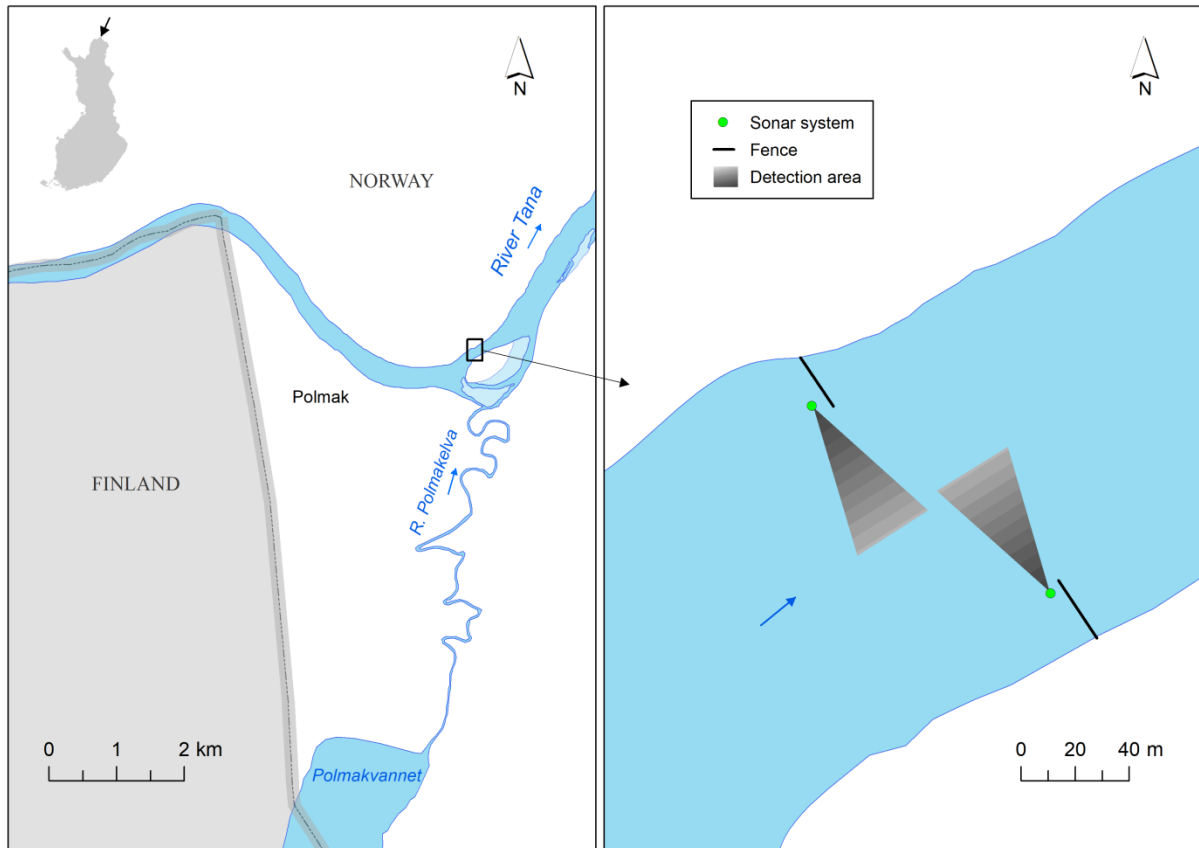 N
NORWAY
River Tana
Polmak
FINLAND
R. Polmakelva
0 1 2 km
Polmakvannet
N
Sonar system
Fence
Detection area
0 20 40 m